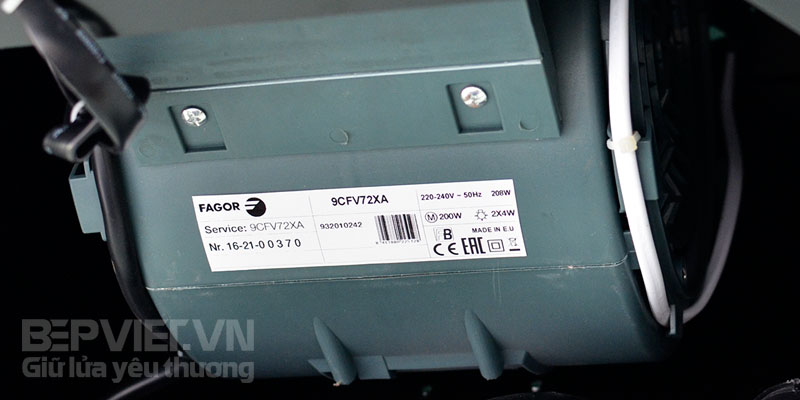 FAGOR
9CFV72XA
220-240V ~ 50Hz 208W
Service: 9CFV72XA
932010242
M 200W 2X4W
Nr. 16-21-0 0 3 7 0
B
MADE IN E.U
CE EAC
BEPVIET.VN
Giữ lửa yêu thương